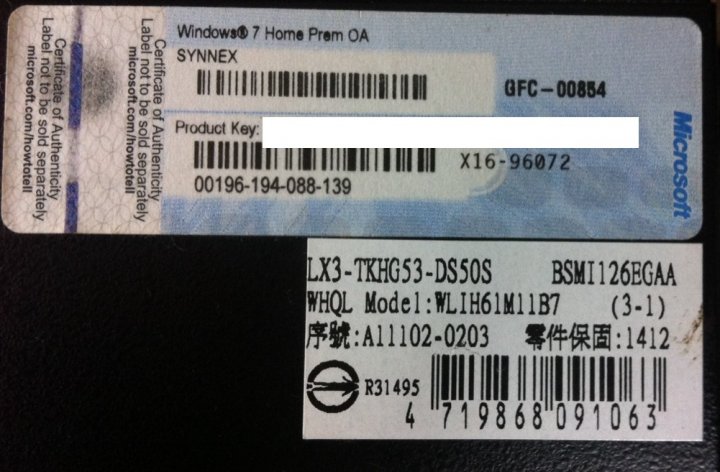 Certificate of Authenticity
Label not to be sold separately
microsoft.com/howtotell
Certificate of Authenticity
Label not to be sold separately
microsoft.com/howtotell
Windows® 7 Home Prem OA
SYNNEX
GFC-00854
Product Key:
X16-96072
00196-194-088-139
Microsoft
LX3-TKHG53-DS50S BSMI126EGAA
WHQL Model:WLIH61M11B7 (3-1)
序號:A11102-0203 零件保固:1412
R31495
4 719868 091063